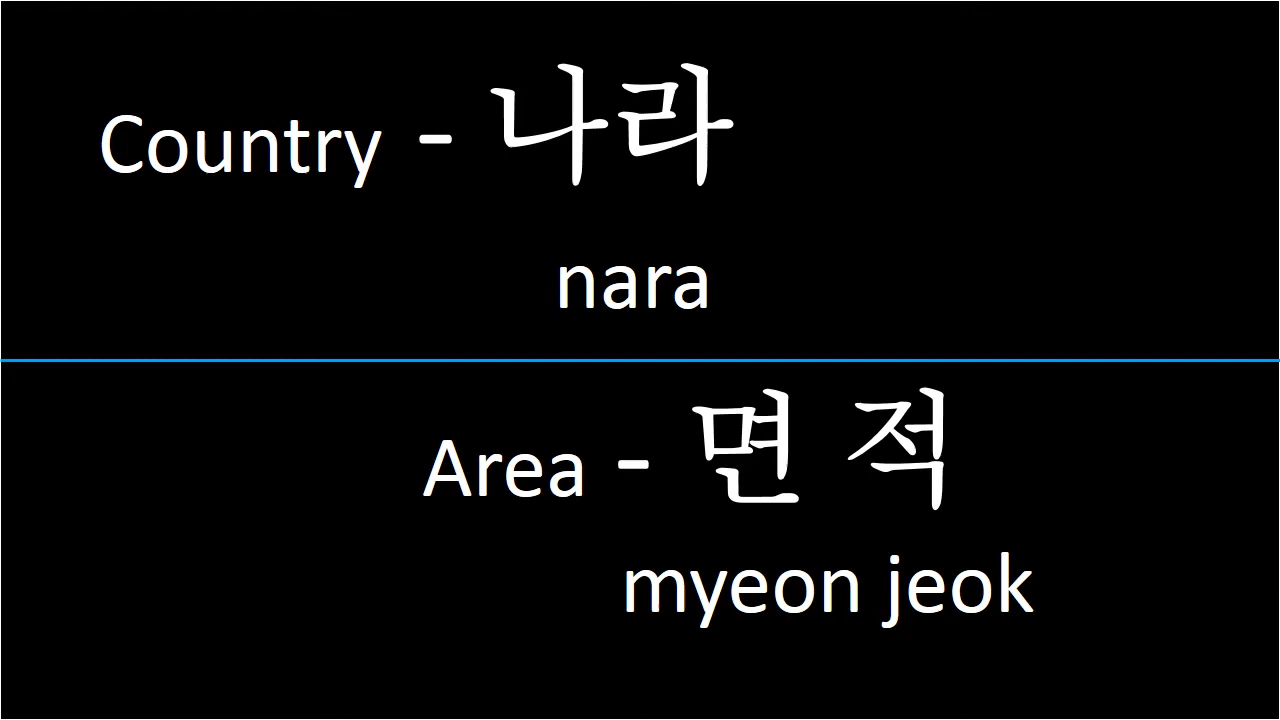 Country - 나라
nara
Area - 면 적
myeon jeok